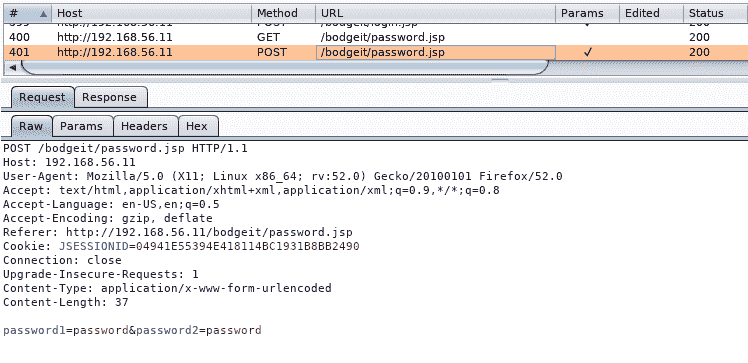 # Host Method URL Params Edited Status
399 http://192.168.56.11 POST /bodgeit/login.jsp ✓ 200
400 http://192.168.56.11 GET /bodgeit/password.jsp 200
401 http://192.168.56.11 POST /bodgeit/password.jsp ✓ 200
Request Response
Raw Params Headers Hex
POST /bodgeit/password.jsp HTTP/1.1
Host: 192.168.56.11
User-Agent: Mozilla/5.0 (X11; Linux x86_64; rv:52.0) Gecko/20100101 Firefox/52.0
Accept: text/html,application/xhtml+xml,application/xml;q=0.9,*/*;q=0.8
Accept-Language: en-US,en;q=0.5
Accept-Encoding: gzip, deflate
Referer: http://192.168.56.11/bodgeit/password.jsp
Cookie: JSESSIONID=04941E55394E418114BC1931B8BB2490
Connection: close
Upgrade-Insecure-Requests: 1
Content-Type: application/x-www-form-urlencoded
Content-Length: 37
password1=password&password2=password